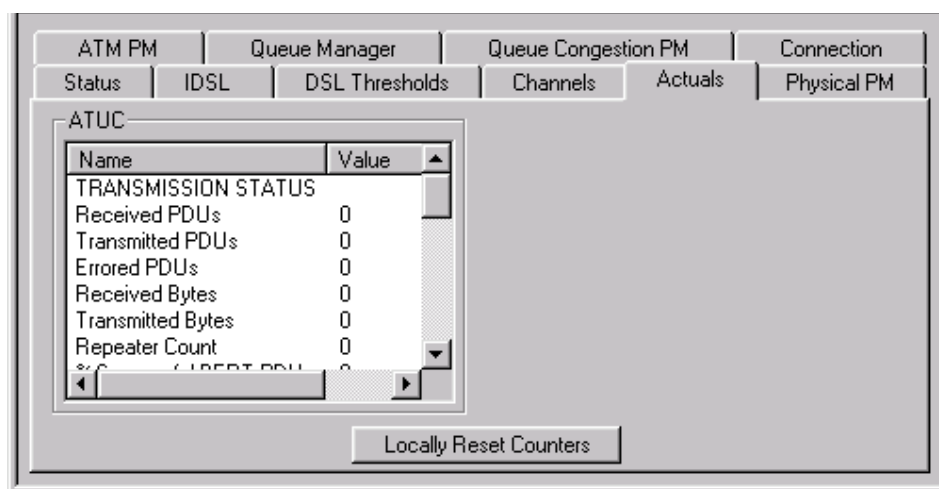 ATM PM Queue Manager Queue Congestion PM Connection
Status IDSL DSL Thresholds Channels Actuals Physical PM
ATUC
Name Value
TRANSMISSION STATUS
Received PDUs 0
Transmitted PDUs 0
Errored PDUs 0
Received Bytes 0
Transmitted Bytes 0
Repeater Count 0
Locally Reset Counters